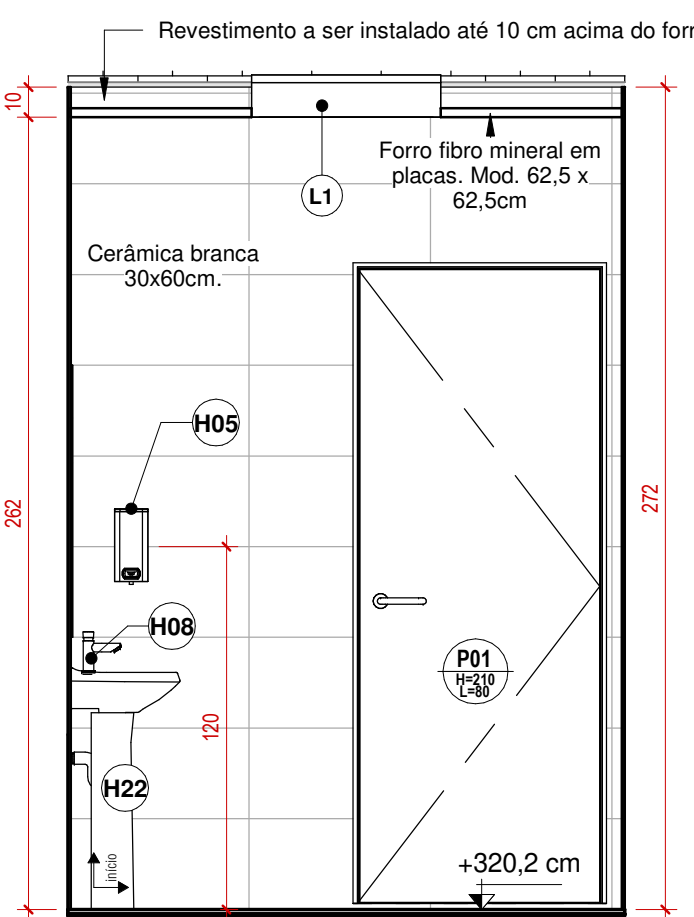 Revestimento a ser instalado até 10 cm acima do forr
10
L1
Forro fibro mineral em
placas. Mod. 62,5 x
62,5cm
Cerâmica branca
30x60cm.
H05
262
272
H08
P01
H=210
L=80
120
H22
início
+320,2 cm